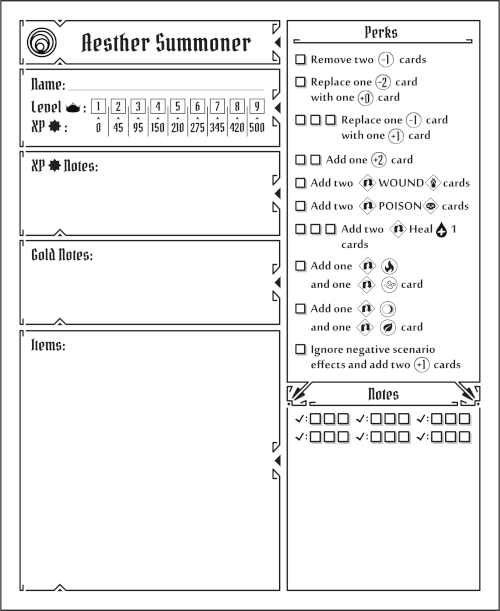 Aesther Summoner
Name:
Level : 1 2 3 4 5 6 7 8 9
XP : 0 45 95 150 210 275 345 420 500
XP Notes:
Gold Notes:
Items:
Perks
Remove two -1 cards
Replace one -2 card
with one +0 card
Replace one -1 card
with one +1 card
Add one +2 card
Add two WOUND cards
Add two POISON cards
Add two Heal 1
cards
Add one
and one card
Add one
and one card
Ignore negative scenario
effects and add two +1 cards
Notes
✓: ✓: ✓:
✓: ✓: ✓: